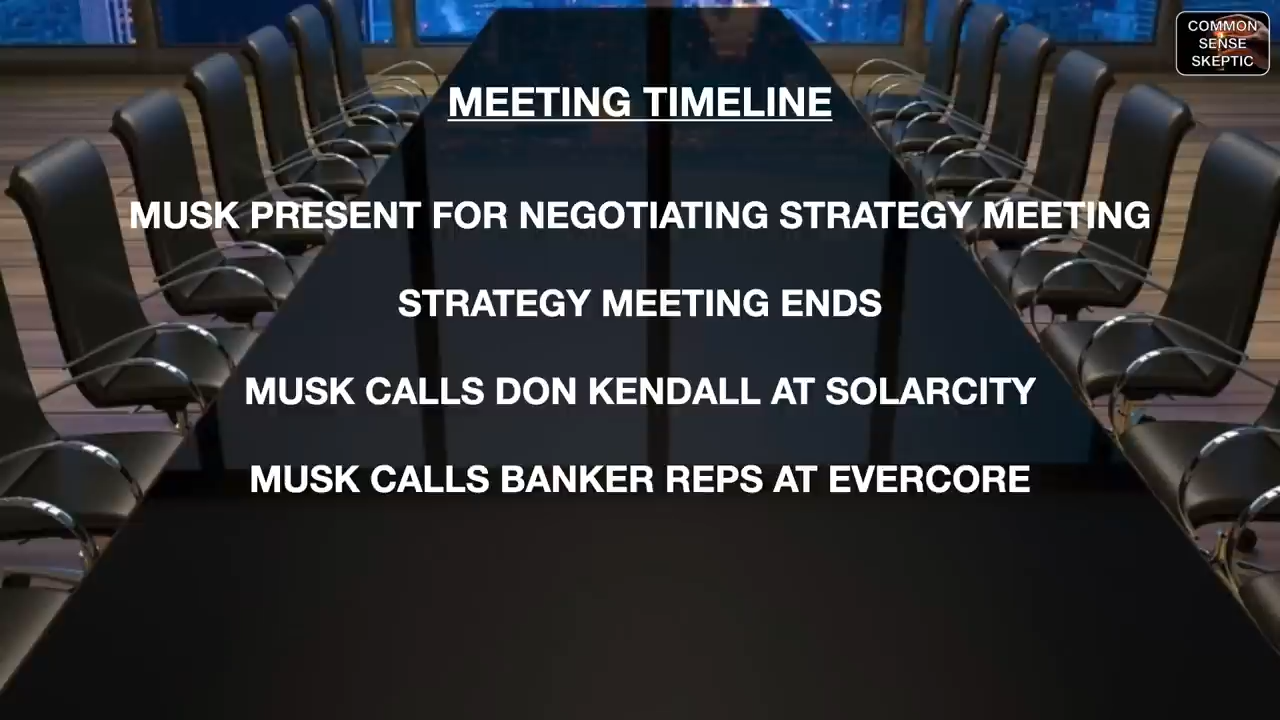 COMMON
SENSE
SKEPTIC
MEETING TIMELINE
MUSK PRESENT FOR NEGOTIATING STRATEGY MEETING
STRATEGY MEETING ENDS
MUSK CALLS DON KENDALL AT SOLARCITY
MUSK CALLS BANKER REPS AT EVERCORE